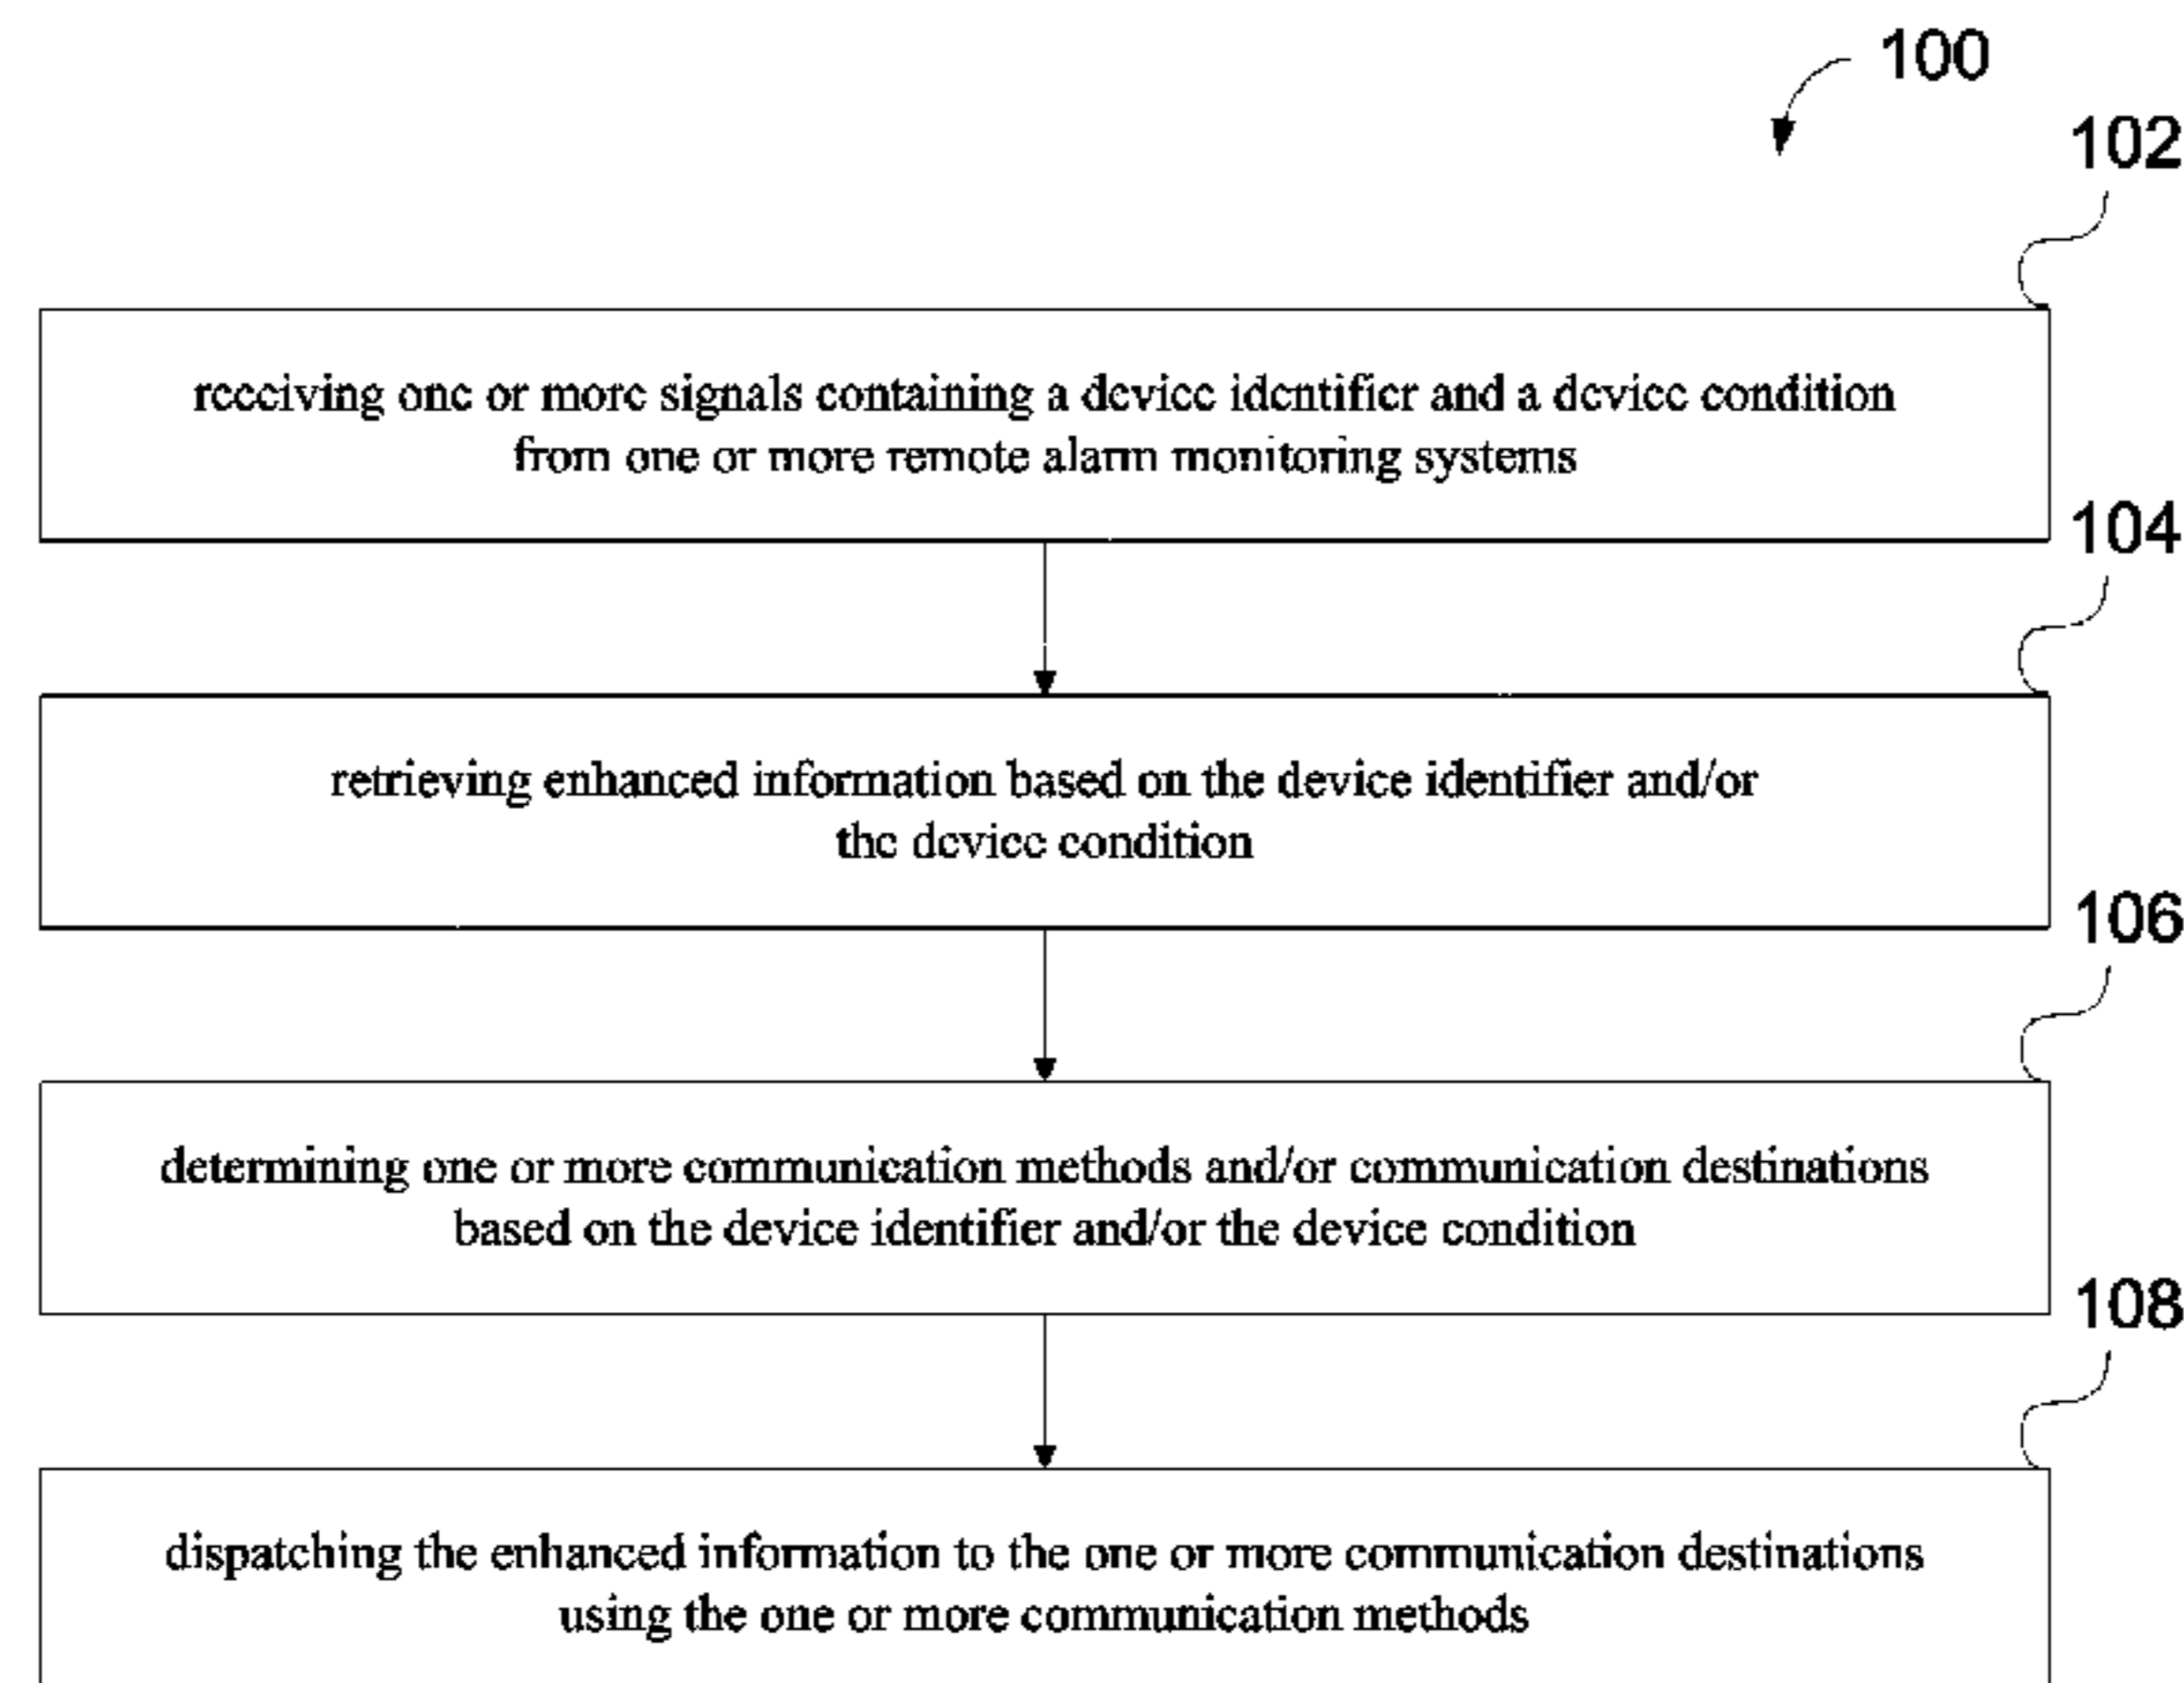 100
102
receiving one or more signals containing a device identifier and a device condition
from one or more remote alarm monitoring systems
104
retrieving enhanced information based on the device identifier and/or
the device condition
106
determining one or more communication methods and/or communication destinations
based on the device identifier and/or the device condition
108
dispatching the enhanced information to the one or more communication destinations
using the one or more communication methods